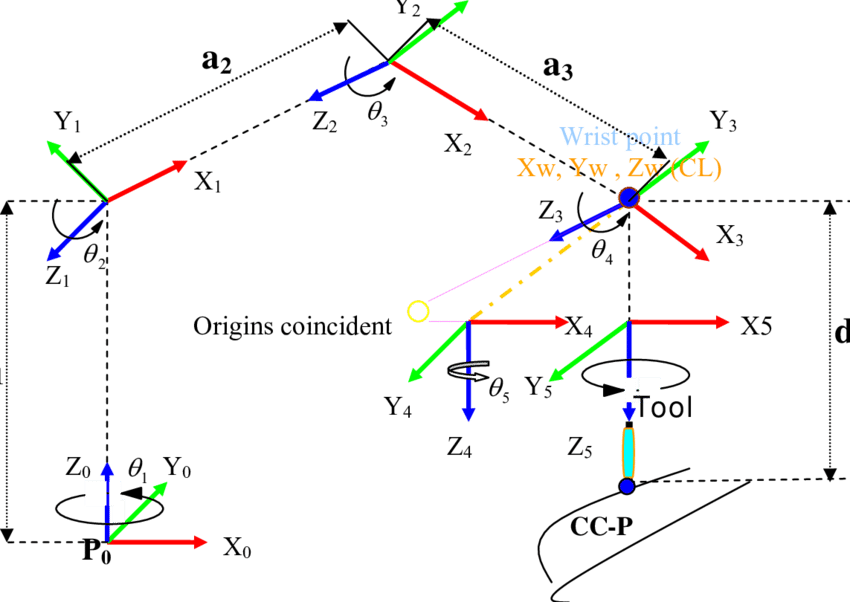 Y2
a2
a3
θ3
Z2
Y1
X2
Y3
Wrist point
X1
Xw, Yw , Zw (CL)
Z3
X3
θ2
θ4
Z1
Origins coincident
X4
X5
d
θ5
Y5
Y4
Tool
Z4
Z5
Z0
θ1
Y0
CC-P
P0
X0